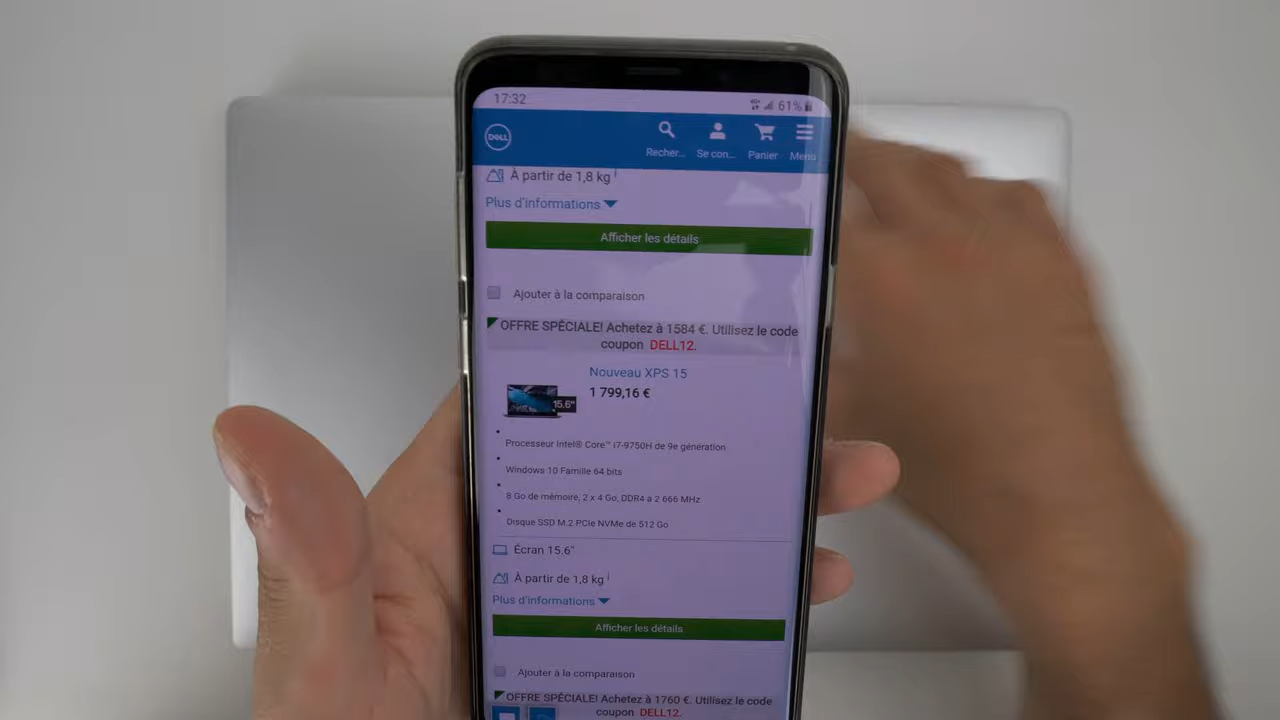 17:32
61%
DELL
Recher... Se con... Panier Menu
À partir de 1,8 kg i
Plus d'informations
Afficher les détails
Ajouter à la comparaison
OFFRE SPÉCIALE! Achetez à 1584 €. Utilisez le code
coupon DELL12.
Nouveau XPS 15
1 799,16 €
15.6"
Processeur Intel® Core™ i7-9750H de 9e génération
Windows 10 Famille 64 bits
8 Go de mémoire, 2 x 4 Go, DDR4 à 2 666 MHz
Disque SSD M.2 PCIe NVMe de 512 Go
Écran 15.6"
À partir de 1,8 kg i
Plus d'informations
Afficher les détails
Ajouter à la comparaison
OFFRE SPÉCIALE! Achetez à 1760 €. Utilisez le code
coupon DELL12.